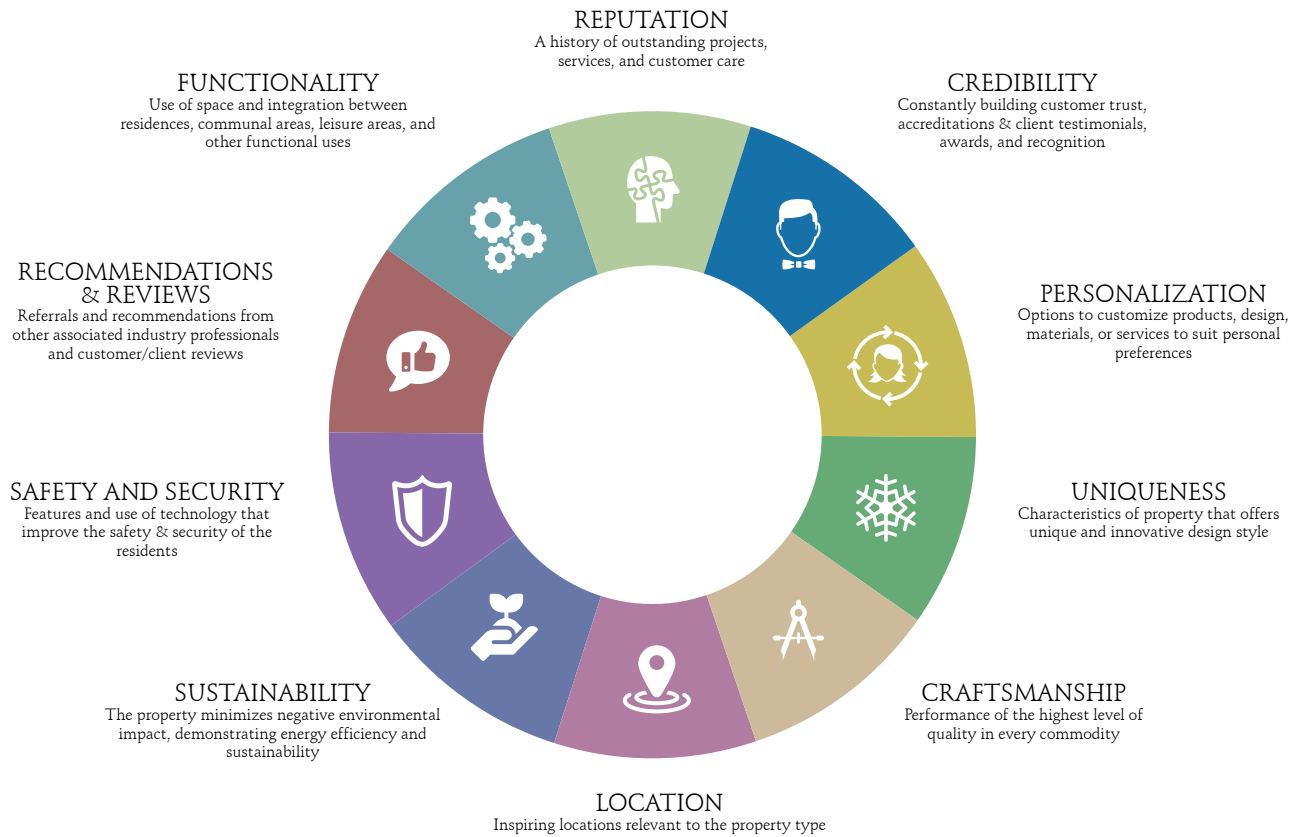 REPUTATION
A history of outstanding projects,
services, and customer care
CREDIBILITY
Constantly building customer trust,
accreditations & client testimonials,
awards, and recognition
PERSONALIZATION
Options to customize products, design,
materials, or services to suit personal
preferences
UNIQUENESS
Characteristics of property that offers
unique and innovative design style
CRAFTSMANSHIP
Performance of the highest level of
quality in every commodity
LOCATION
Inspiring locations relevant to the property type
SUSTAINABILITY
The property minimizes negative environmental
impact, demonstrating energy efficiency and
sustainability
SAFETY AND SECURITY
Features and use of technology that
improve the safety & security of the
residents
RECOMMENDATIONS
& REVIEWS
Referrals and recommendations from
other associated industry professionals
and customer/client reviews
FUNCTIONALITY
Use of space and integration between
residences, communal areas, leisure areas, and
other functional uses